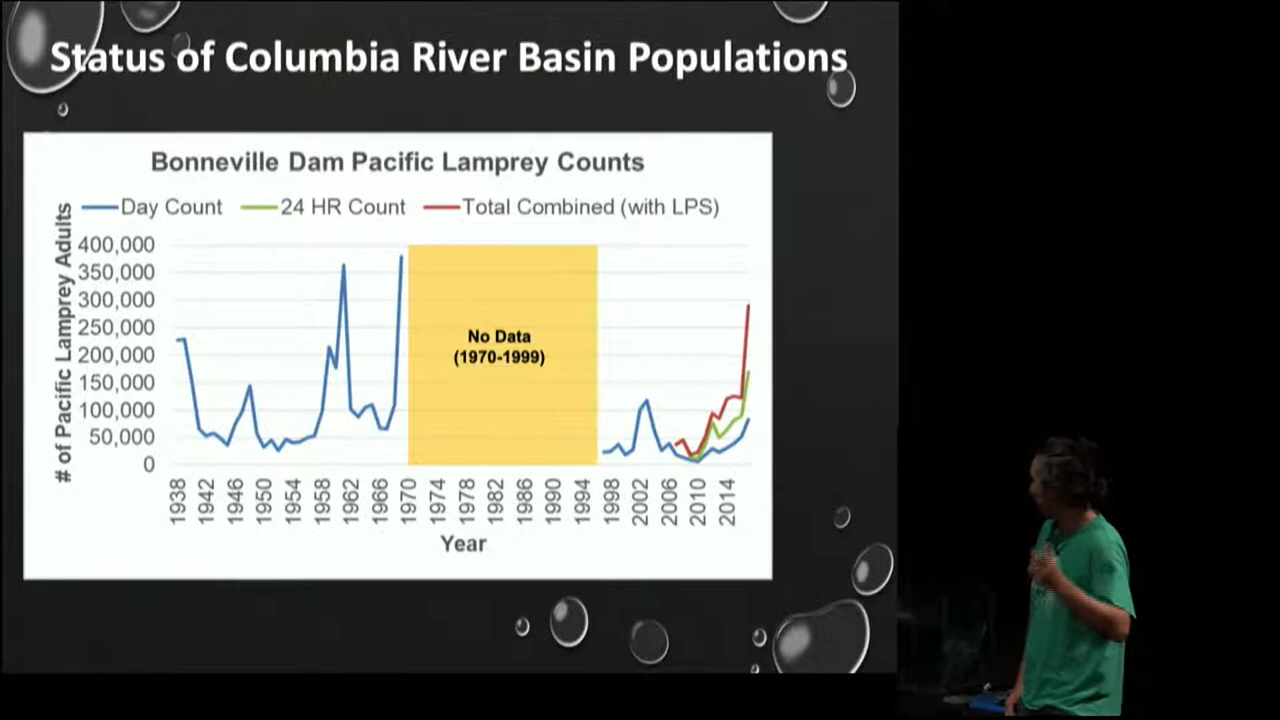 Status of Columbia River Basin Populations
Bonneville Dam Pacific Lamprey Counts
Day Count 24 HR Count Total Combined (with LPS)
# of Pacific Lamprey Adults
400,000
350,000
300,000
250,000
200,000
150,000
100,000
50,000
0
No Data
(1970-1999)
1938 1942 1946 1950 1954 1958 1962 1966 1970 1974 1978 1982 1986 1990 1994 1998 2002 2006 2010 2014
Year